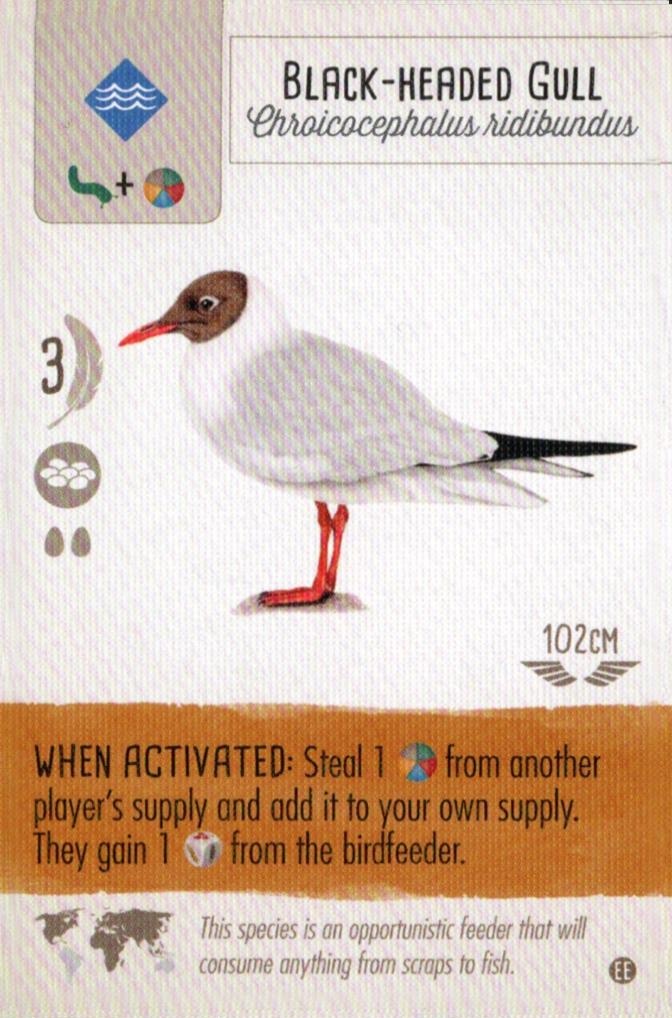 BLACK-HEADED GULL
Chroicocephalus ridibundus
+
3
102CM
WHEN ACTIVATED: Steal 1 from another
player's supply and add it to your own supply.
They gain 1 from the birdfeeder.
This species is an opportunistic feeder that will
consume anything from scraps to fish.
EE